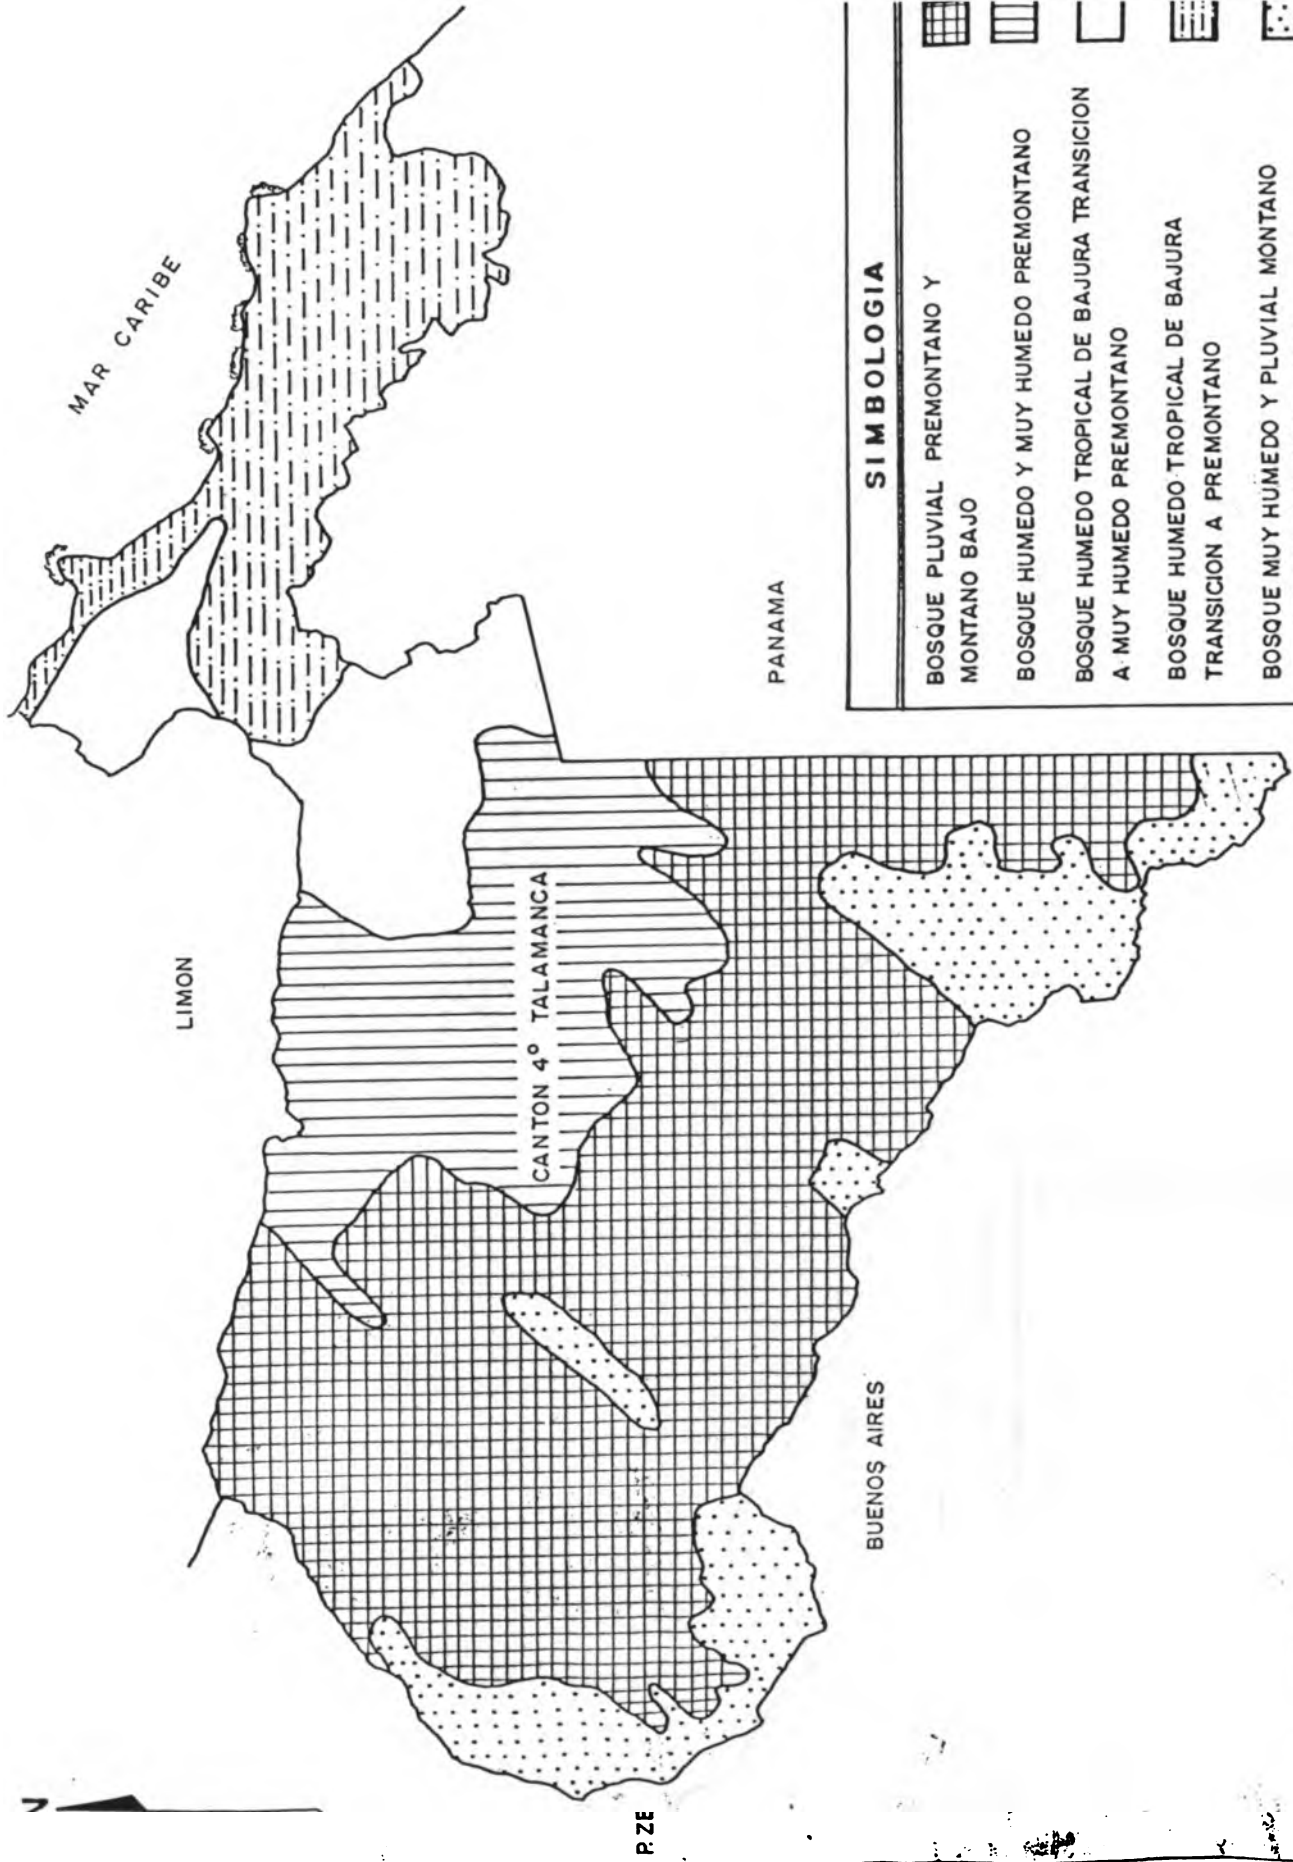 MAR CARIBE
LIMON
CANTON 4° TALAMANCA
PANAMA
BUENOS AIRES
P.ZE
N
SIMBOLOGIA
BOSQUE PLUVIAL PREMONTANO Y
MONTANO BAJO
BOSQUE HUMEDO Y MUY HUMEDO PREMONTANO
BOSQUE HUMEDO TROPICAL DE BAJURA TRANSICION
A MUY HUMEDO PREMONTANO
BOSQUE HUMEDO TROPICAL DE BAJURA
TRANSICION A PREMONTANO
BOSQUE MUY HUMEDO Y PLUVIAL MONTANO